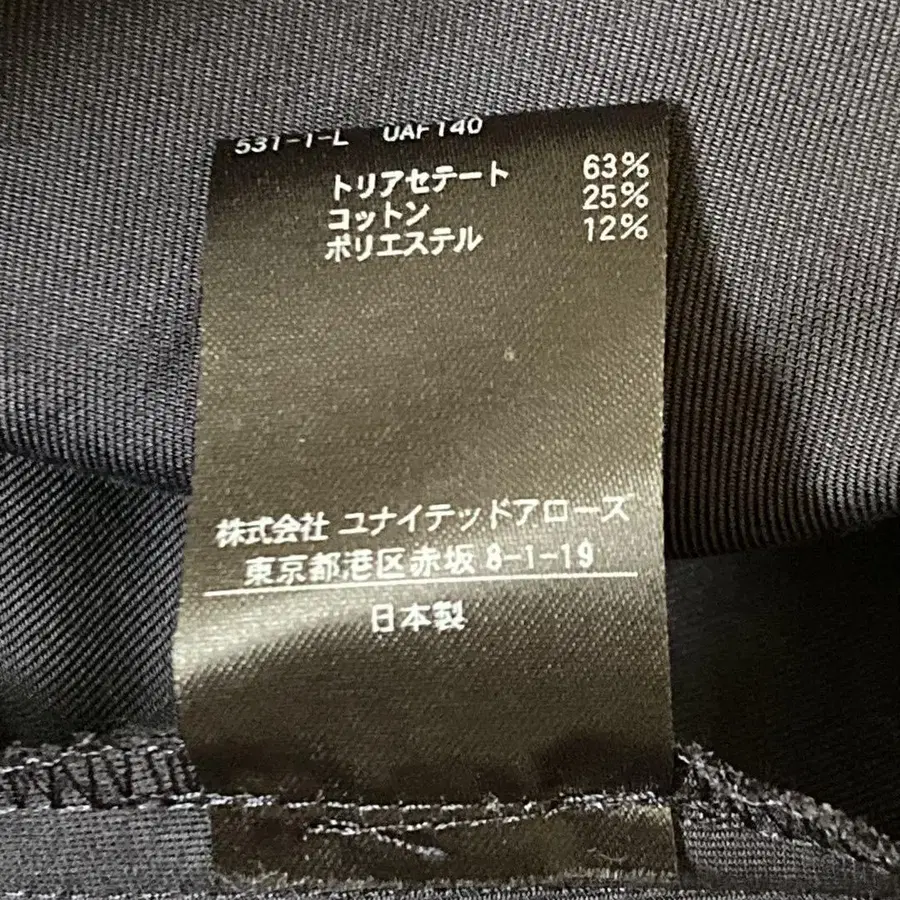 531-1-L UAF140
トリアセテート 63%
コットン 25%
ポリエステル 12%
株式会社 ユナイテッドアローズ
東京都港区赤坂 8-1-19
日本製